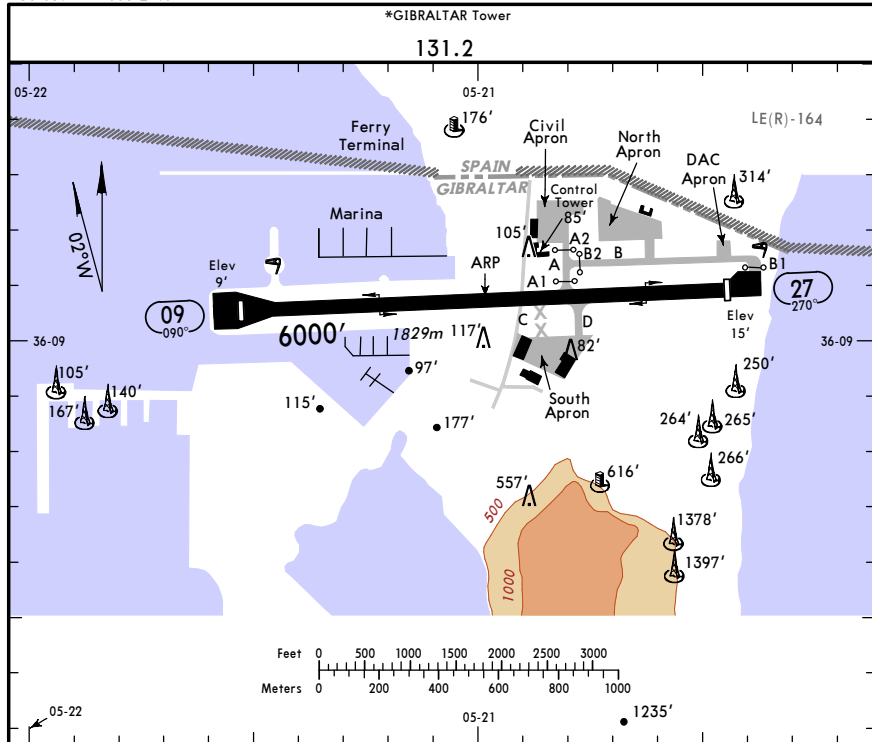 *GIBRALTAR Tower
131.2
05-22
05-21
176'
LE(R)-164
Ferry
Terminal
Civil
Apron
North
Apron
DAC
Apron
SPAIN
GIBRALTAR
314'
Control
Tower
85'
Marina
105'
02°W
A2
B2
B
A
A1
B1
ARP
Elev
9'
09
090°
27
270°
Elev
15'
6000'
1829m
C
D
117'
82'
36-09
36-09
97'
105'
140'
167'
115'
177'
South
Apron
250'
264'
265'
266'
557'
616'
500
1000
1378'
1397'
Feet 0 500 1000 1500 2000 2500 3000
Meters 0 200 400 600 800 1000
05-22
05-21
1235'